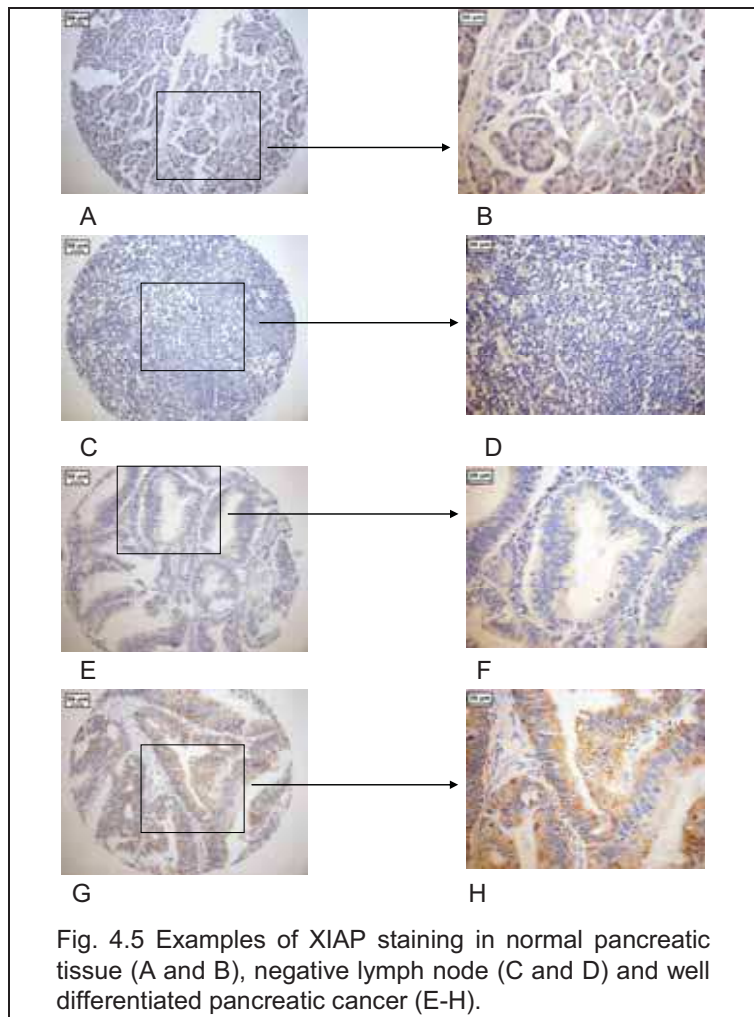 A
B
C
D
E
F
G
H
Fig. 4.5 Examples of XIAP staining in normal pancreatic
tissue (A and B), negative lymph node (C and D) and well
differentiated pancreatic cancer (E-H).